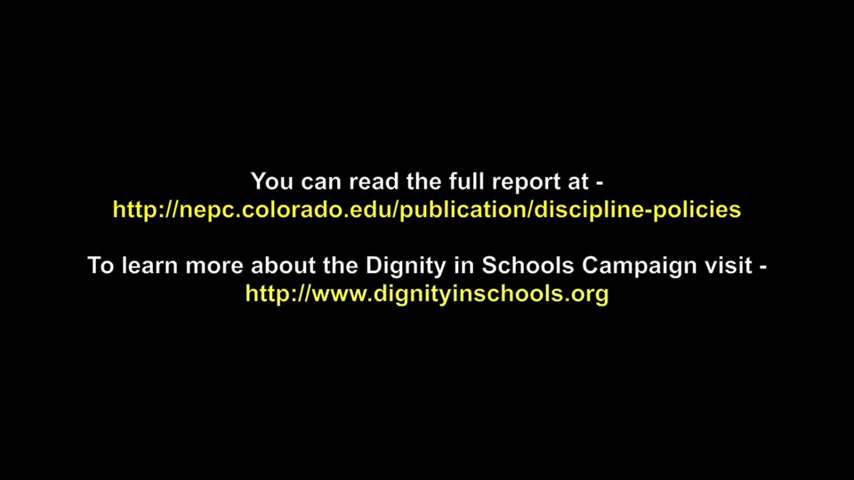 You can read the full report at -
http://nepc.colorado.edu/publication/discipline-policies
To learn more about the Dignity in Schools Campaign visit -
http://www.dignityinschools.org